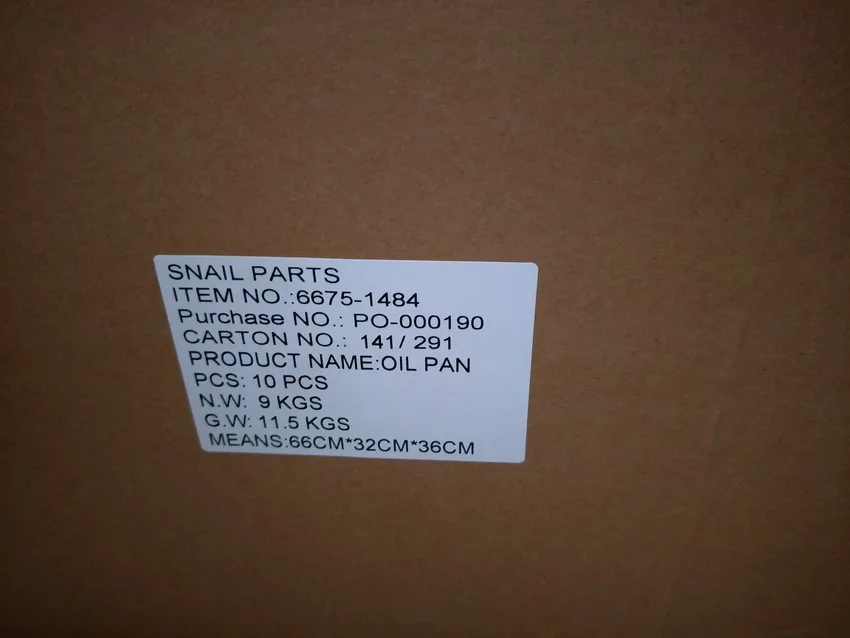 SNAIL PARTS
ITEM NO.:6675-1484
Purchase NO.: PO-000190
CARTON NO.: 141/ 291
PRODUCT NAME:OIL PAN
PCS: 10 PCS
N.W: 9 KGS
G.W: 11.5 KGS
MEANS:66CM*32CM*36CM